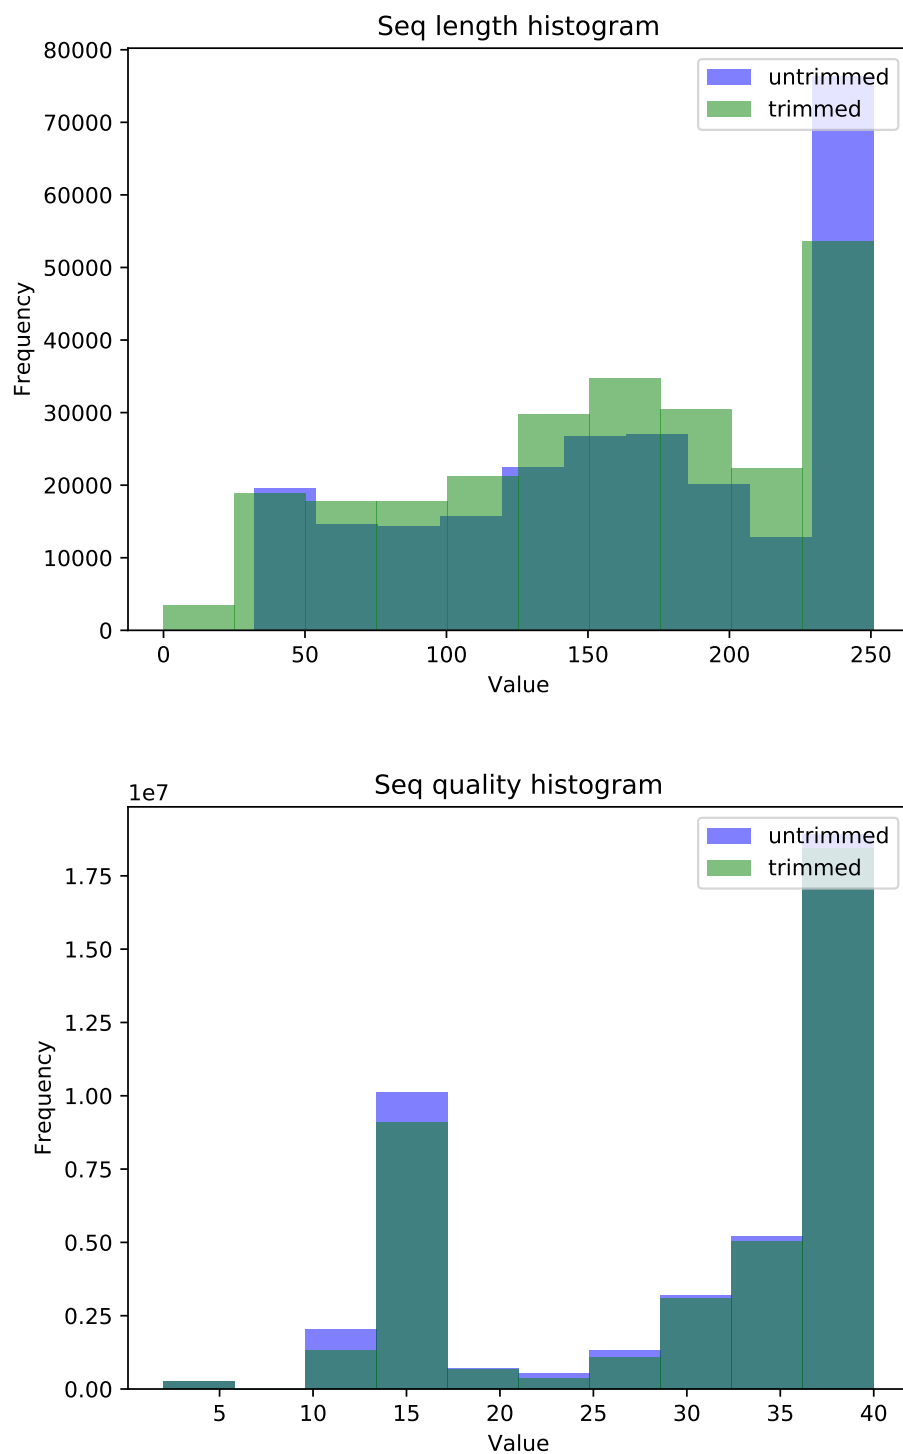 Seq length histogram
untrimmed
trimmed
80000
70000
60000
50000
40000
30000
20000
10000
0
Frequency
0 50 100 150 200 250
Value
Seq quality histogram
1e7
untrimmed
trimmed
1.75
1.50
1.25
1.00
0.75
0.50
0.25
0.00
Frequency
5 10 15 20 25 30 35 40
Value